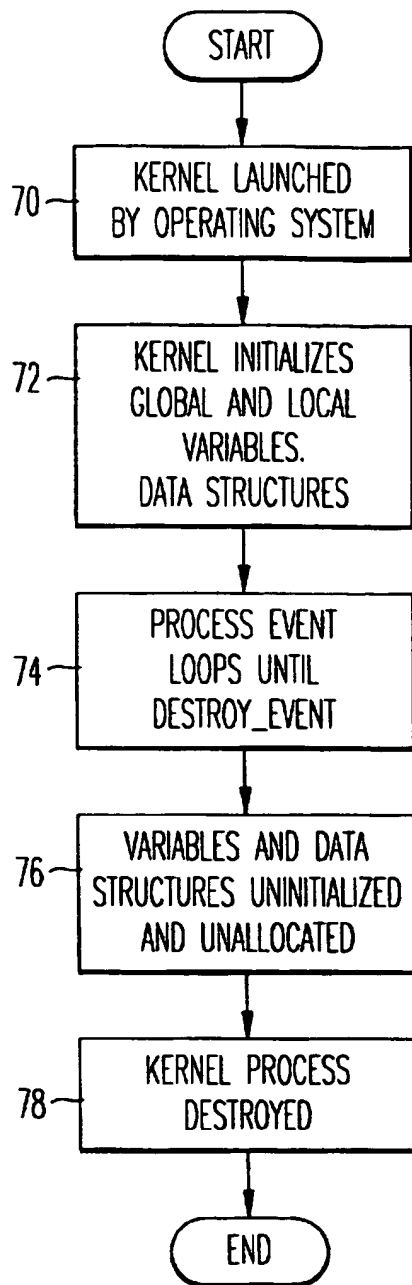 START
70
KERNEL LAUNCHED
BY OPERATING SYSTEM
72
KERNEL INITIALIZES
GLOBAL AND LOCAL
VARIABLES.
DATA STRUCTURES
74
PROCESS EVENT
LOOPS UNTIL
DESTROY_EVENT
76
VARIABLES AND DATA
STRUCTURES UNINITIALIZED
AND UNALLOCATED
78
KERNEL PROCESS
DESTROYED
END